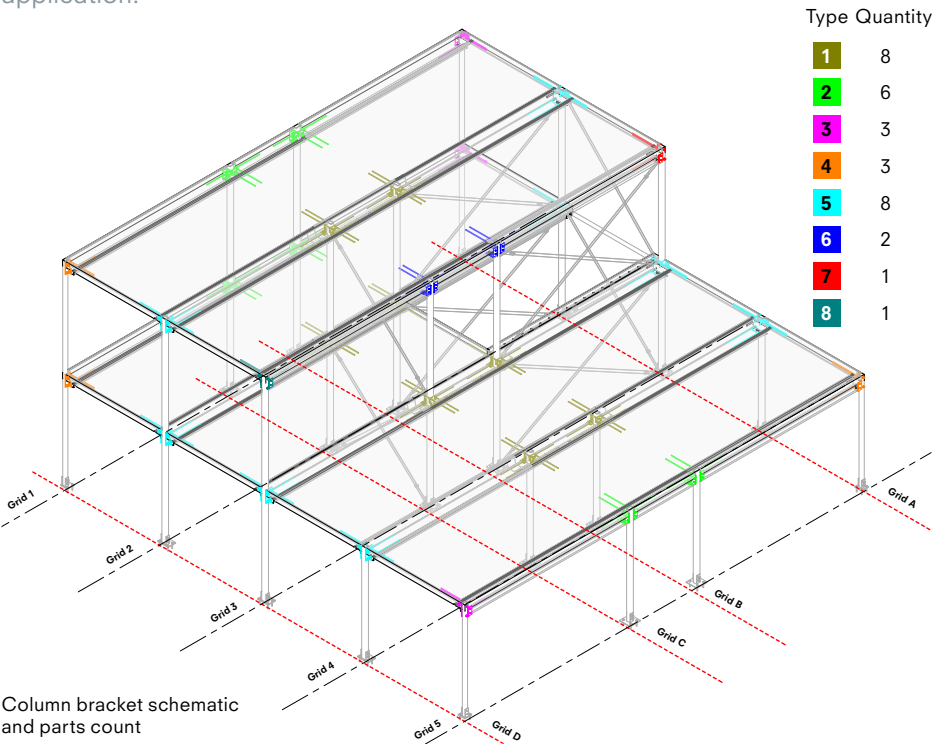 application.
Type Quantity
1 8
2 6
3 3
4 3
5 8
6 2
7 1
8 1
Grid 1
Grid 2
Grid 3
Grid 4
Grid 5
Grid D
Grid C
Grid B
Grid A
Column bracket schematic
and parts count